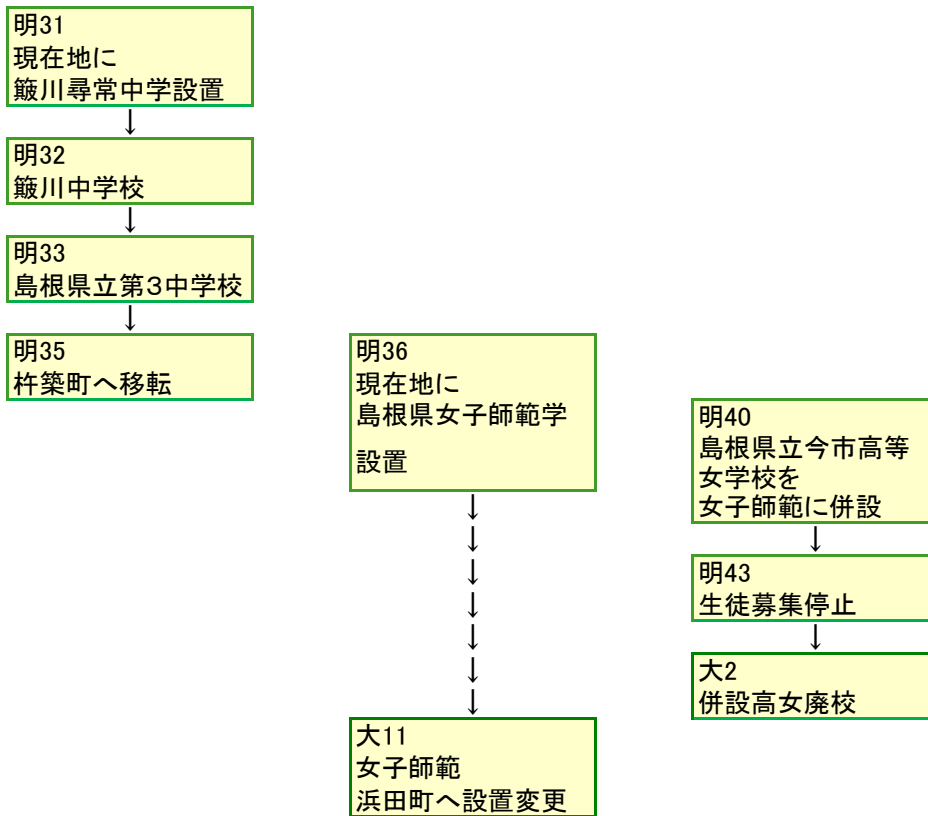 明31
現在地に
簸川尋常中学設置
↓
明32
簸川中学校
↓
明33
島根県立第３中学校
↓
明35
杵築町へ移転
明36
現在地に
島根県女子師範学
設置
↓
↓
↓
↓
↓
↓
↓
大11
女子師範
浜田町へ設置変更
明40
島根県立今市高等
女学校を
女子師範に併設
↓
明43
生徒募集停止
↓
大2
併設高女廃校